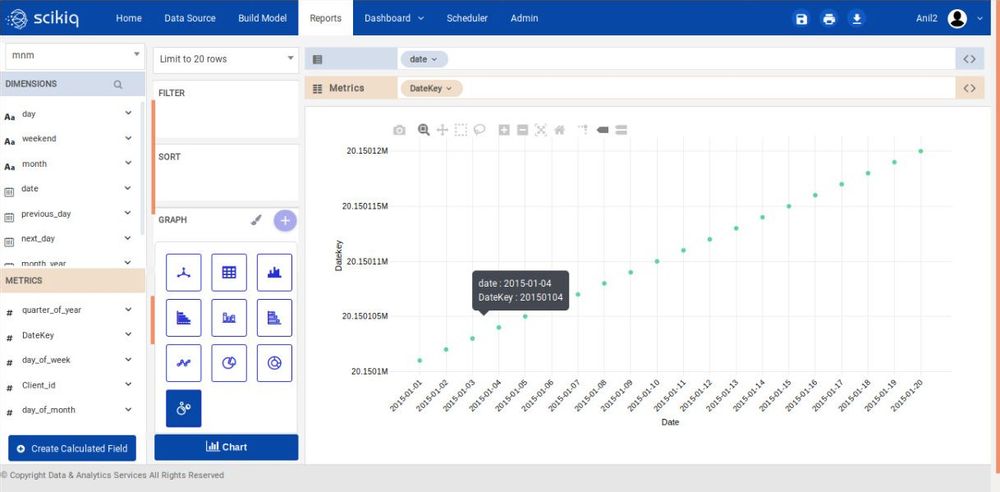 scikiq Home Data Source Build Model Reports Dashboard Scheduler Admin Anil2
mnm
DIMENSIONS
Aa day
Aa weekend
Aa month
date
previous_day
next_day
month_year
METRICS
# quarter_of_year
# DateKey
# day_of_week
# Client_id
# day_of_month
Create Calculated Field
Limit to 20 rows
FILTER
SORT
GRAPH
Chart
date
Metrics DateKey
20.15012M
20.150115M
20.15011M
20.150105M
20.1501M
Datekey
date : 2015-01-04
DateKey : 20150104
2015-01-01
2015-01-02
2015-01-03
2015-01-04
2015-01-05
2015-01-06
2015-01-07
2015-01-08
2015-01-09
2015-01-10
2015-01-11
2015-01-12
2015-01-13
2015-01-14
2015-01-15
2015-01-16
2015-01-17
2015-01-18
2015-01-19
2015-01-20
Date
© Copyright Data & Analytics Services All Rights Reserved